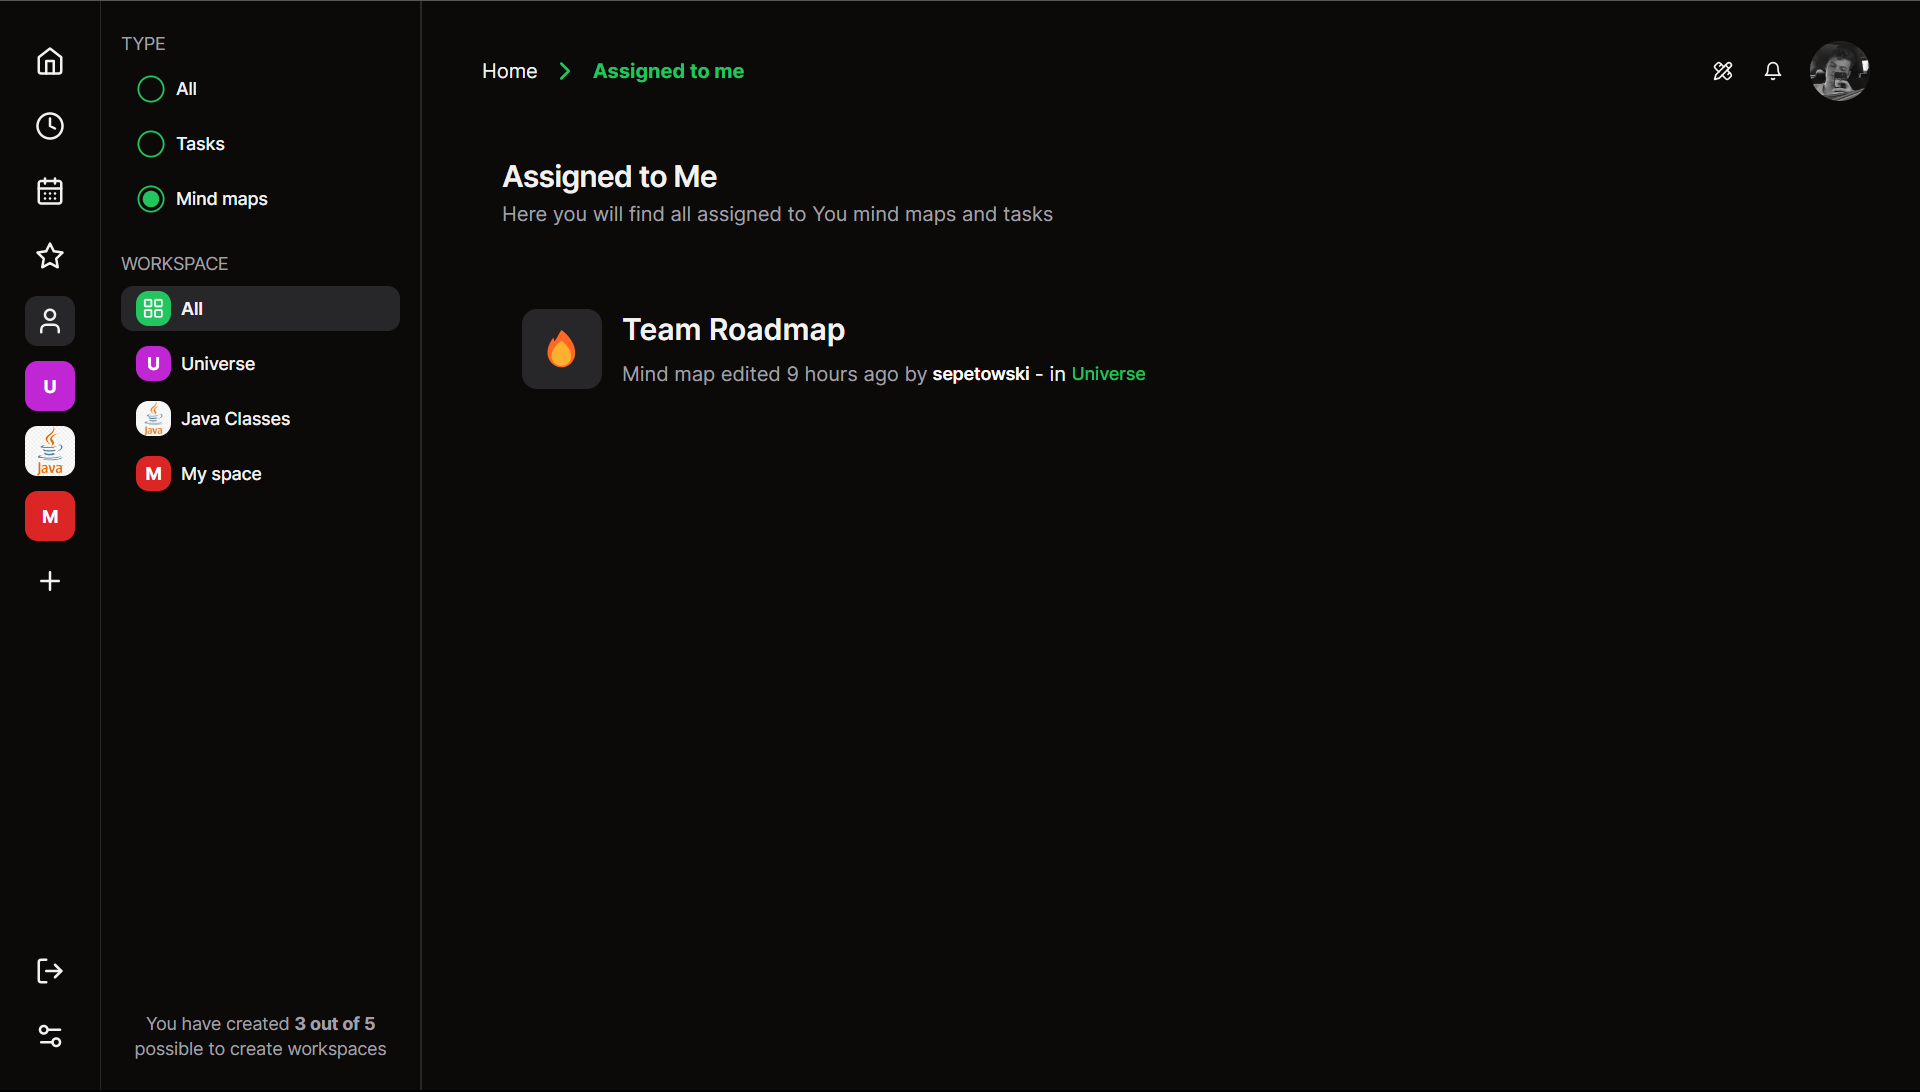 TYPE
All
Tasks
Mind maps
WORKSPACE
All
U Universe
Java Java Classes
M My space
U
Java
M
You have created 3 out of 5
possible to create workspaces
Home > Assigned to me
Assigned to Me
Here you will find all assigned to You mind maps and tasks
Team Roadmap
Mind map edited 9 hours ago by sepetowski - in Universe